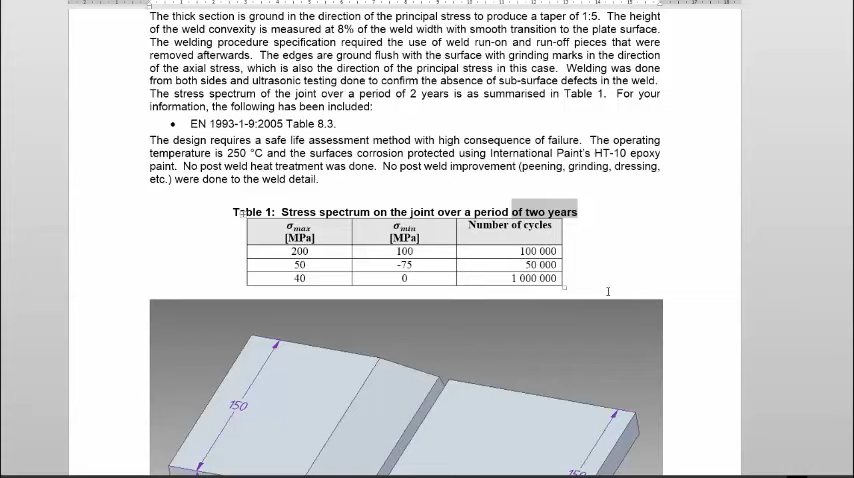 The thick section is ground in the direction of the principal stress to produce a taper of 1:5. The height
of the weld convexity is measured at 8% of the weld width with smooth transition to the plate surface.
The welding procedure specification required the use of weld run-on and run-off pieces that were
removed afterwards. The edges are ground flush with the surface with grinding marks in the direction
of the axial stress, which is also the direction of the principal stress in this case. Welding was done
from both sides and ultrasonic testing done to confirm the absence of sub-surface defects in the weld.
The stress spectrum of the joint over a period of 2 years is as summarised in Table 1. For your
information, the following has been included:
• EN 1993-1-9:2005 Table 8.3.
The design requires a safe life assessment method with high consequence of failure. The operating
temperature is 250 °C and the surfaces corrosion protected using International Paint's HT-10 epoxy
paint. No post weld heat treatment was done. No post weld improvement (peening, grinding, dressing,
etc.) were done to the weld detail.
Table 1: Stress spectrum on the joint over a period of two years
σmax [MPa] σmin [MPa] Number of cycles
200 100 100 000
50 -75 50 000
40 0 1 000 000
150
150